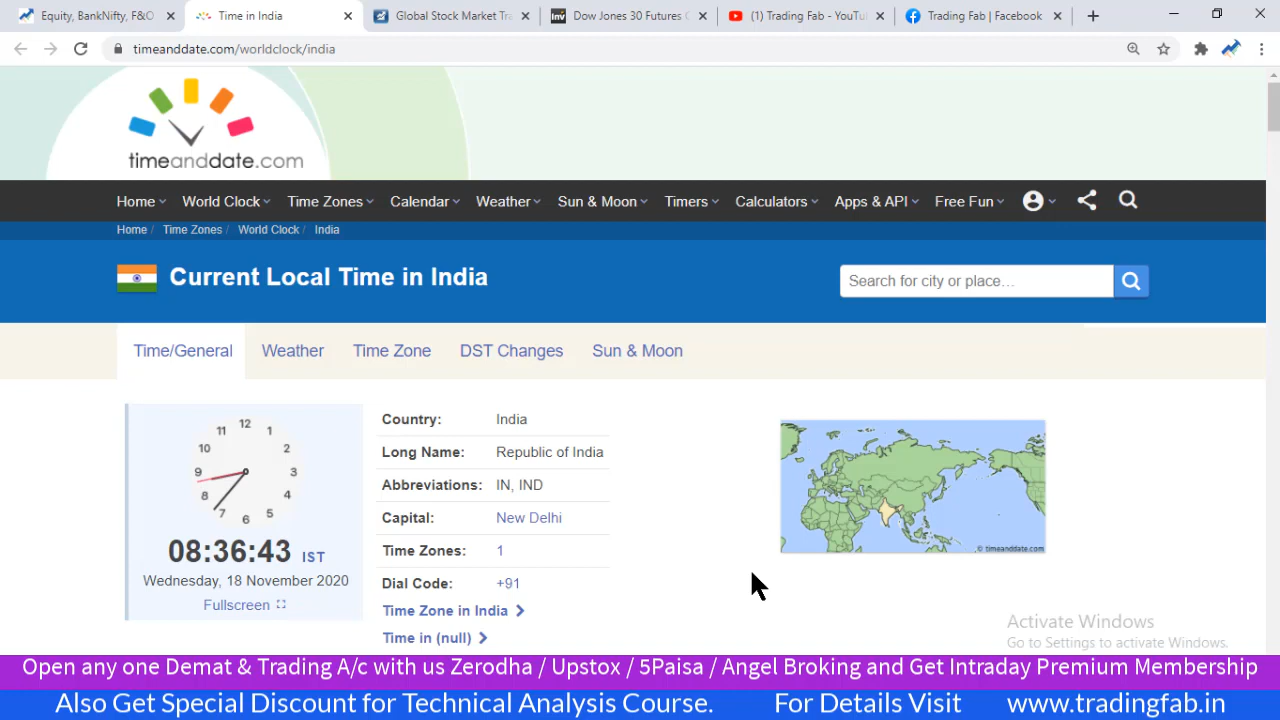 Equity, BankNifty, F&O
Time in India
Global Stock Market Tra
Dow Jones 30 Futures C
(1) Trading Fab - YouTu
Trading Fab | Facebook
timeanddate.com/worldclock/india
timeanddate.com
Home World Clock Time Zones Calendar Weather Sun & Moon Timers Calculators Apps & API Free Fun
Home / Time Zones / World Clock / India
Current Local Time in India
Search for city or place...
Time/General Weather Time Zone DST Changes Sun & Moon
12
1
2
3
4
5
6
7
8
9
10
11
08:36:43 IST
Wednesday, 18 November 2020
Fullscreen
Country: India
Long Name: Republic of India
Abbreviations: IN, IND
Capital: New Delhi
Time Zones: 1
Dial Code: +91
Time Zone in India
Time in (null)
© timeanddate.com
Activate Windows
Go to Settings to activate Windows.
Open any one Demat & Trading A/c with us Zerodha / Upstox / 5Paisa / Angel Broking and Get Intraday Premium Membership
Also Get Special Discount for Technical Analysis Course. For Details Visit www.tradingfab.in